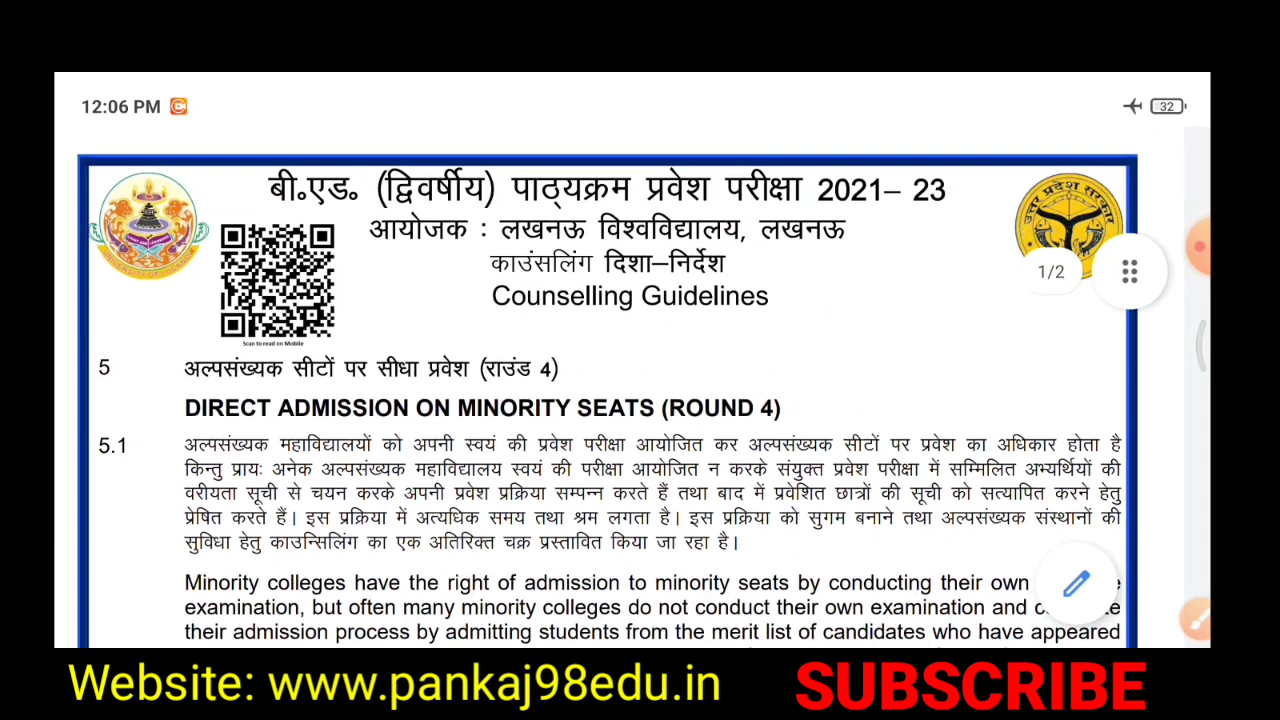 12:06 PM
32
बी०एड० (द्विवर्षीय) पाठ्यक्रम प्रवेश परीक्षा 2021– 23
आयोजक : लखनऊ विश्वविद्यालय, लखनऊ
काउंसलिंग दिशा–निर्देश
Counselling Guidelines
उत्तर प्रदेश सरकार
1/2
Scan to read on Mobile
5 अल्पसंख्यक सीटों पर सीधा प्रवेश (राउंड 4)
DIRECT ADMISSION ON MINORITY SEATS (ROUND 4)
5.1 अल्पसंख्यक महाविद्यालयों को अपनी स्वयं की प्रवेश परीक्षा आयोजित कर अल्पसंख्यक सीटों पर प्रवेश का अधिकार होता है
किन्तु प्रायः अनेक अल्पसंख्यक महाविद्यालय स्वयं की परीक्षा आयोजित न करके संयुक्त प्रवेश परीक्षा में सम्मिलित अभ्यर्थियों की
वरीयता सूची से चयन करके अपनी प्रवेश प्रक्रिया सम्पन्न करते हैं तथा बाद में प्रवेशित छात्रों की सूची को सत्यापित करने हेतु
प्रेषित करते हैं। इस प्रक्रिया में अत्यधिक समय तथा श्रम लगता है। इस प्रक्रिया को सुगम बनाने तथा अल्पसंख्यक संस्थानों की
सुविधा हेतु काउन्सिलिंग का एक अतिरिक्त चक्र प्रस्तावित किया जा रहा है।
Minority colleges have the right of admission to minority seats by conducting their own
examination, but often many minority colleges do not conduct their own examination and
their admission process by admitting students from the merit list of candidates who have appeared
Website: www.pankaj98edu.in
SUBSCRIBE